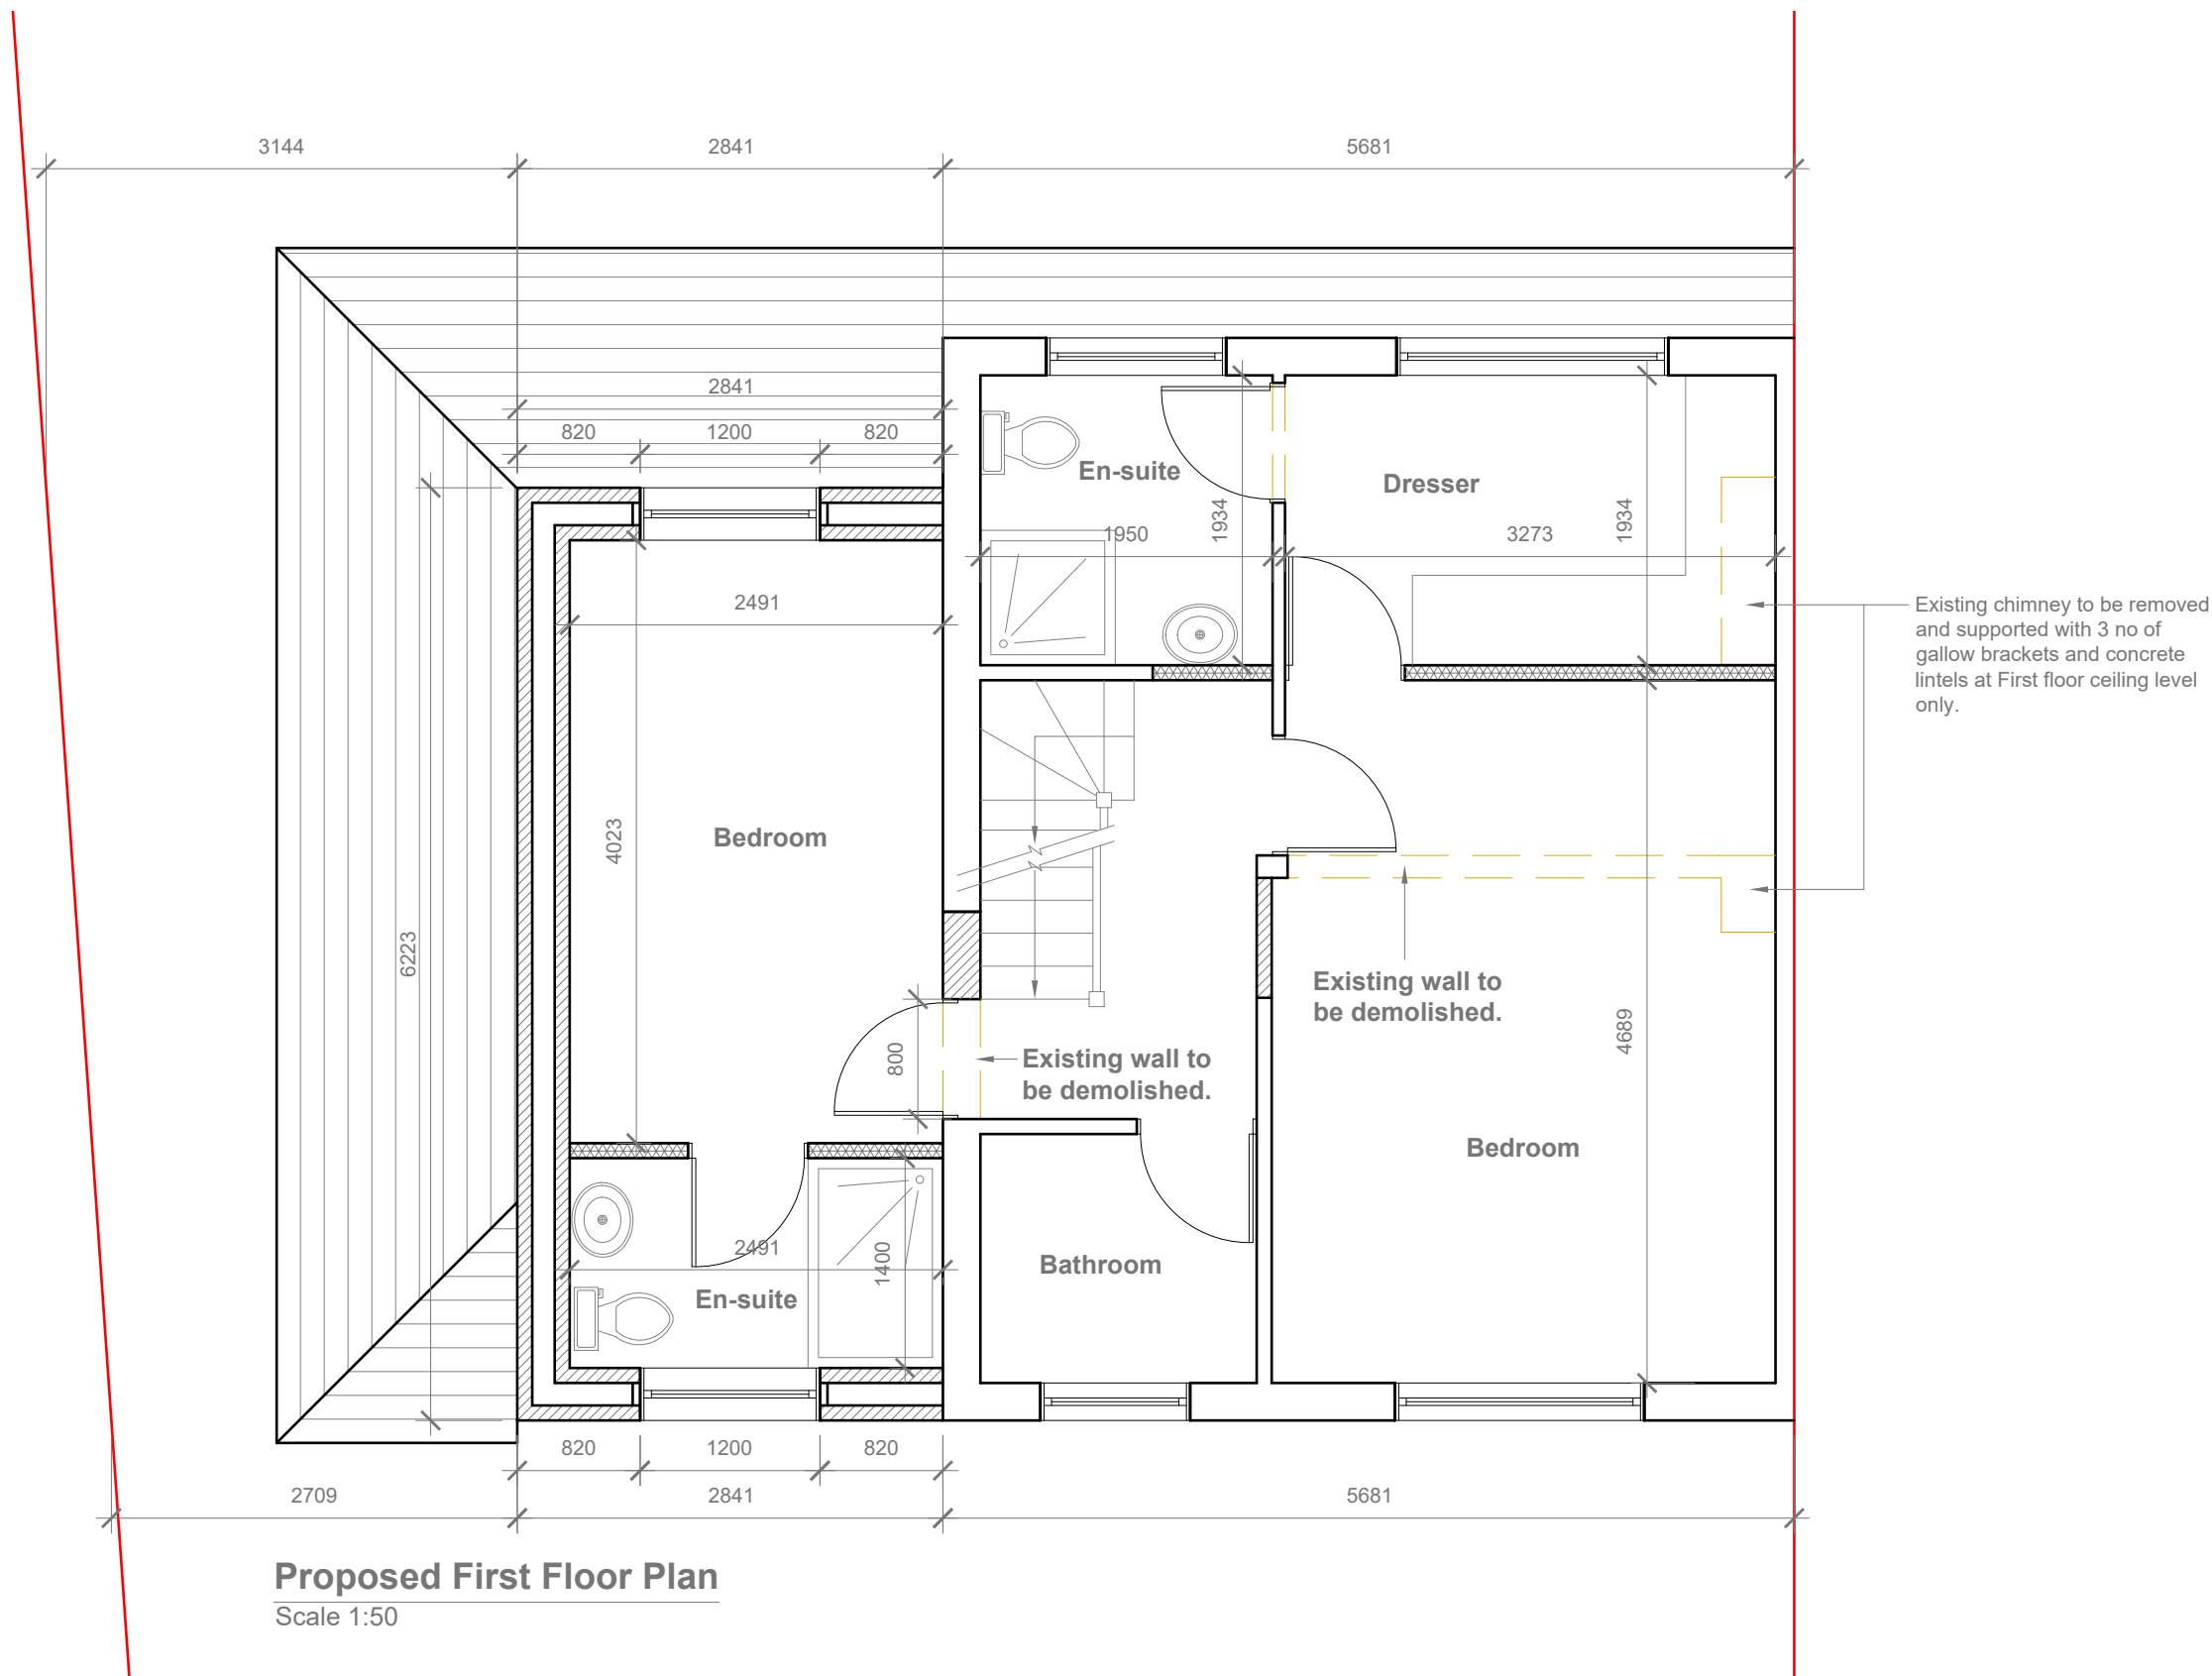 3144
2841
5681
2841
820
1200
820
En-suite
Dresser
1934
1934
1950
3273
2491
Existing chimney to be removed
and supported with 3 no of
gallow brackets and concrete
lintels at First floor ceiling level
only.
Bedroom
4023
6223
Existing wall to
be demolished.
4689
800
Existing wall to
be demolished.
Bedroom
2491
1400
Bathroom
En-suite
820
1200
820
2709
2841
5681
Proposed First Floor Plan
Scale 1:50